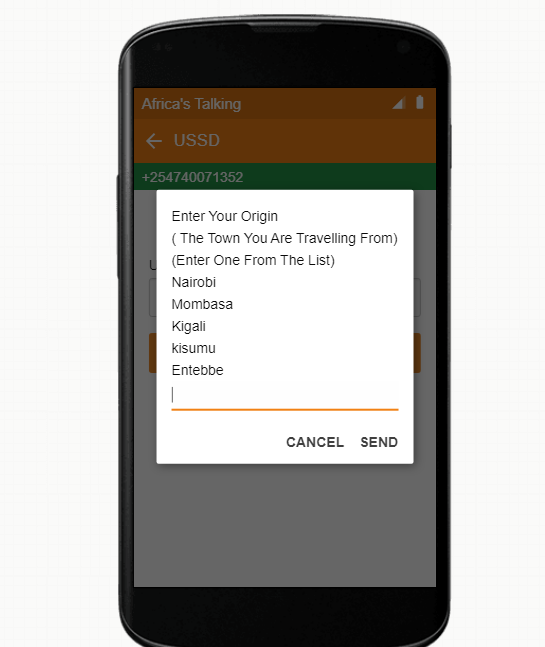 Africa's Talking
USSD
+254740071352
Enter Your Origin
( The Town You Are Travelling From)
(Enter One From The List)
Nairobi
Mombasa
Kigali
kisumu
Entebbe
CANCEL SEND